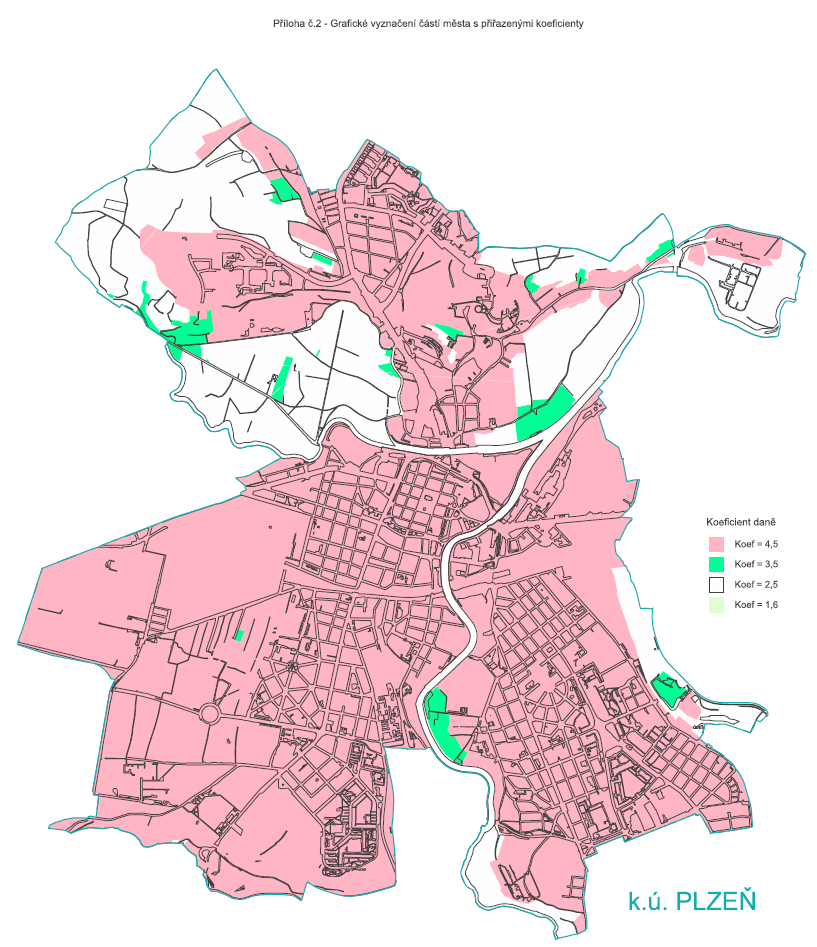 Příloha č.2 - Grafické vyznačení částí města s přiřazenými koeficienty
Koeficient daně
Koef = 4,5
Koef = 3,5
Koef = 2,5
Koef = 1,6
k.ú. PLZEŇ